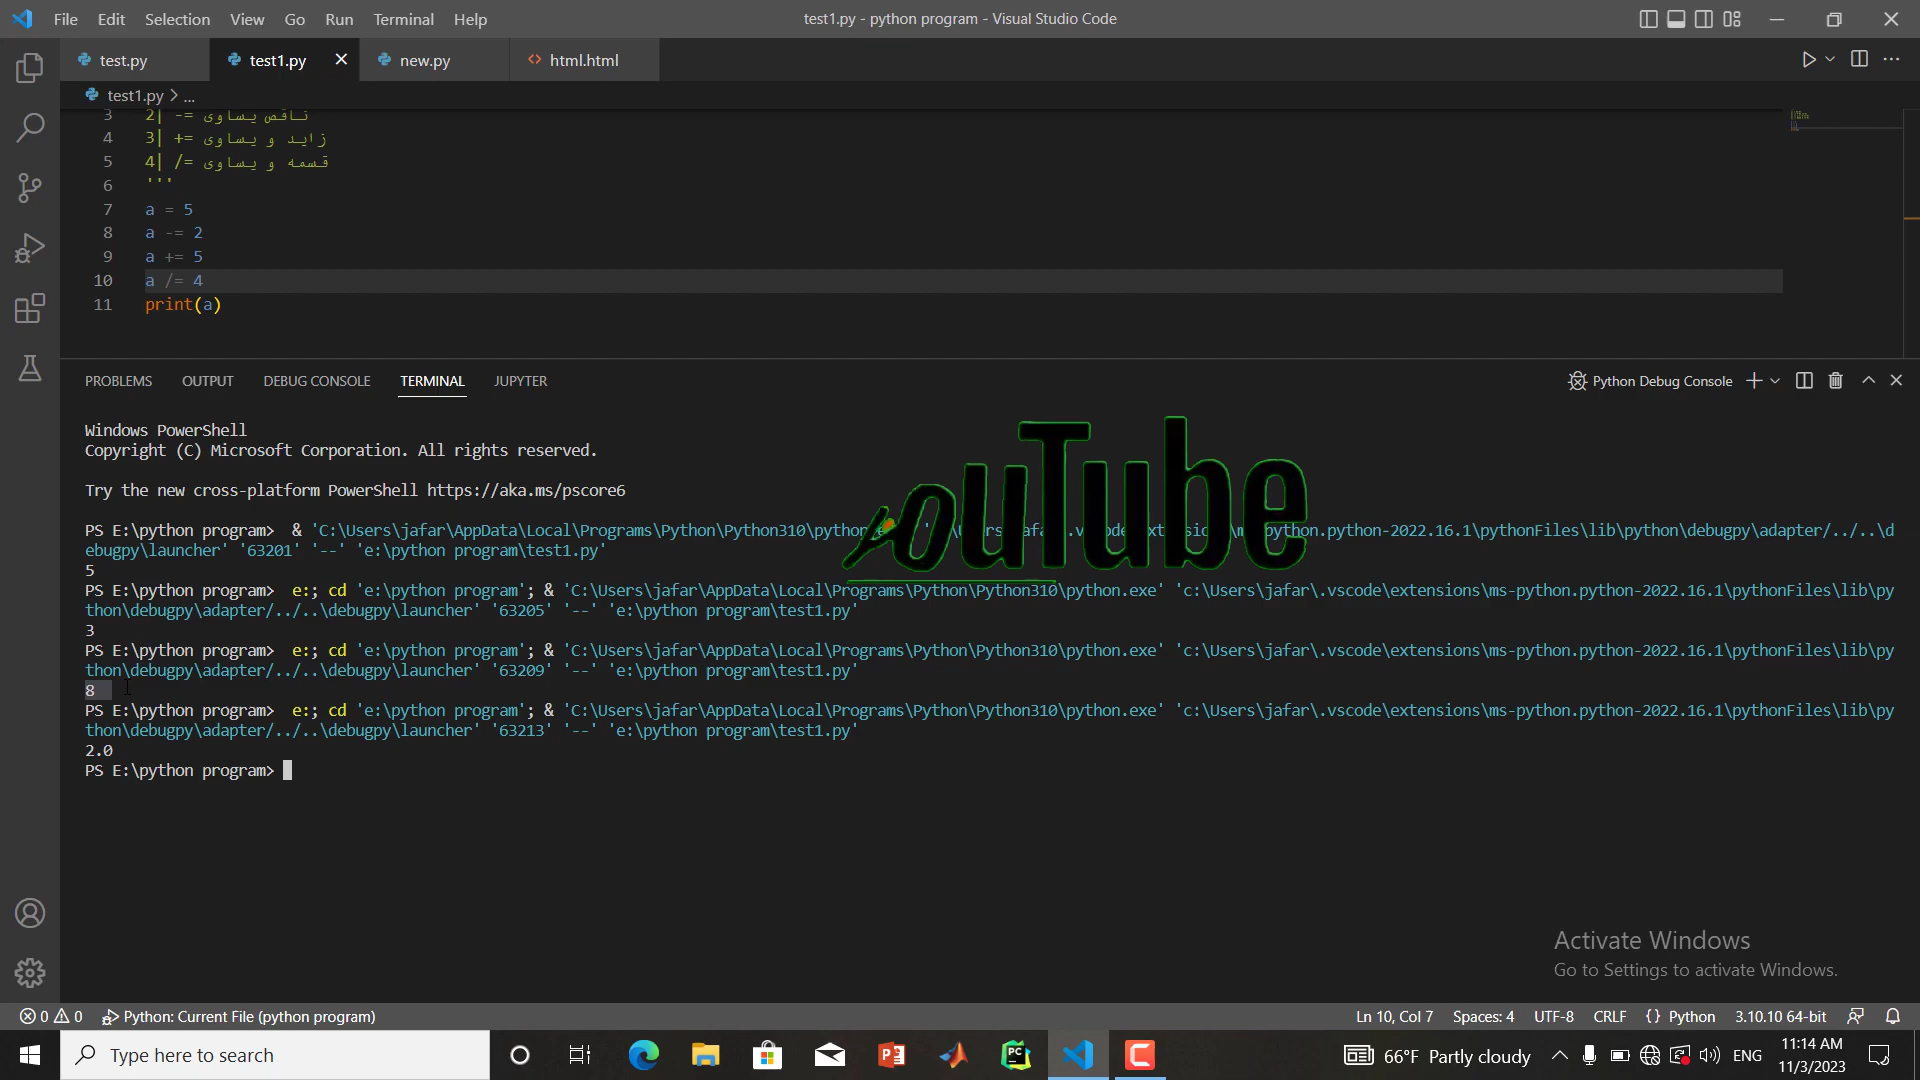 File Edit Selection View Go Run Terminal Help
test1.py - python program - Visual Studio Code
test.py test1.py new.py html.html
test1.py > ...
3 2| -= ناقص يساوى
4 3| += زايد و يساوى
5 4| /= قسمه و يساوى
6 '''
7 a = 5
8 a -= 2
9 a += 5
10 a /= 4
11 print(a)
PROBLEMS OUTPUT DEBUG CONSOLE TERMINAL JUPYTER
Python Debug Console
Windows PowerShell
Copyright (C) Microsoft Corporation. All rights reserved.
Try the new cross-platform PowerShell https://aka.ms/pscore6
PS E:\python program>  & 'C:\Users\jafar\AppData\Local\Programs\Python\Python310\python jafar\.vscode\extensions\ms-python.python-2022.16.1\pythonFiles\lib\python\debugpy\adapter/../..\d
ebugpy\launcher' '63201' '--' 'e:\python program\test1.py'
YouTube
5
PS E:\python program>  e:; cd 'e:\python program'; & 'C:\Users\jafar\AppData\Local\Programs\Python\Python310\python.exe' 'c:\Users\jafar\.vscode\extensions\ms-python.python-2022.16.1\pythonFiles\lib\py
thon\debugpy\adapter/../..\debugpy\launcher' '63205' '--' 'e:\python program\test1.py'
3
PS E:\python program>  e:; cd 'e:\python program'; & 'C:\Users\jafar\AppData\Local\Programs\Python\Python310\python.exe' 'c:\Users\jafar\.vscode\extensions\ms-python.python-2022.16.1\pythonFiles\lib\py
thon\debugpy\adapter/../..\debugpy\launcher' '63209' '--' 'e:\python program\test1.py'
8
PS E:\python program>  e:; cd 'e:\python program'; & 'C:\Users\jafar\AppData\Local\Programs\Python\Python310\python.exe' 'c:\Users\jafar\.vscode\extensions\ms-python.python-2022.16.1\pythonFiles\lib\py
thon\debugpy\adapter/../..\debugpy\launcher' '63213' '--' 'e:\python program\test1.py'
2.0
PS E:\python program>
Activate Windows
Go to Settings to activate Windows.
0 0 Python: Current File (python program)
Ln 10, Col 7 Spaces: 4 UTF-8 CRLF {} Python 3.10.10 64-bit
Type here to search
66°F Partly cloudy ENG
11:14 AM
11/3/2023